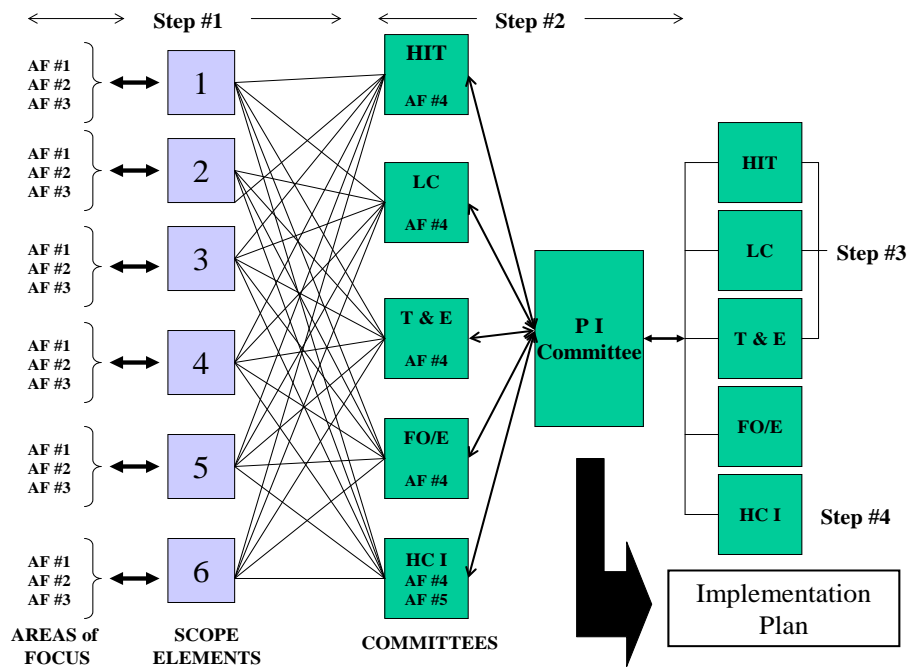 Step #1
Step #2
AF #1
AF #2
AF #3
1
AF #1
AF #2
AF #3
2
AF #1
AF #2
AF #3
3
AF #1
AF #2
AF #3
4
AF #1
AF #2
AF #3
5
AF #1
AF #2
AF #3
6
AREAS of
FOCUS
SCOPE
ELEMENTS
HIT
AF #4
LC
AF #4
T & E
AF #4
FO/E
AF #4
HC I
AF #4
AF #5
COMMITTEES
P I
Committee
HIT
LC
T & E
FO/E
HC I
Step #3
Step #4
Implementation
Plan